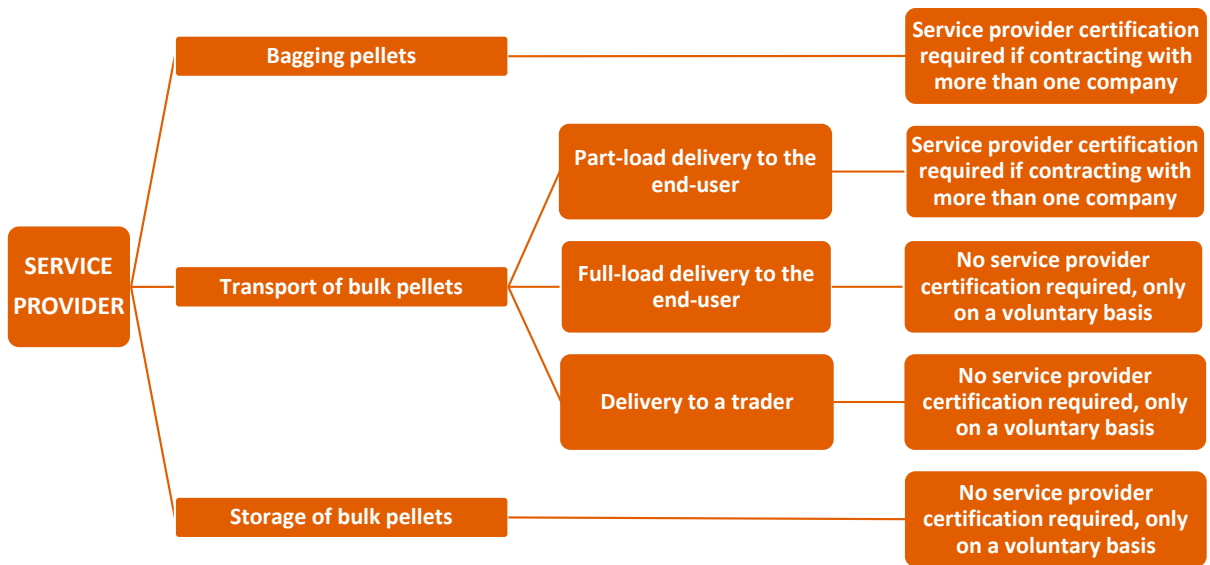 SERVICE
PROVIDER
Bagging pellets
Service provider certification
required if contracting with
more than one company
Transport of bulk pellets
Part-load delivery to the
end-user
Service provider certification
required if contracting with
more than one company
Full-load delivery to the
end-user
No service provider
certification required, only
on a voluntary basis
Delivery to a trader
No service provider
certification required, only
on a voluntary basis
Storage of bulk pellets
No service provider
certification required, only
on a voluntary basis